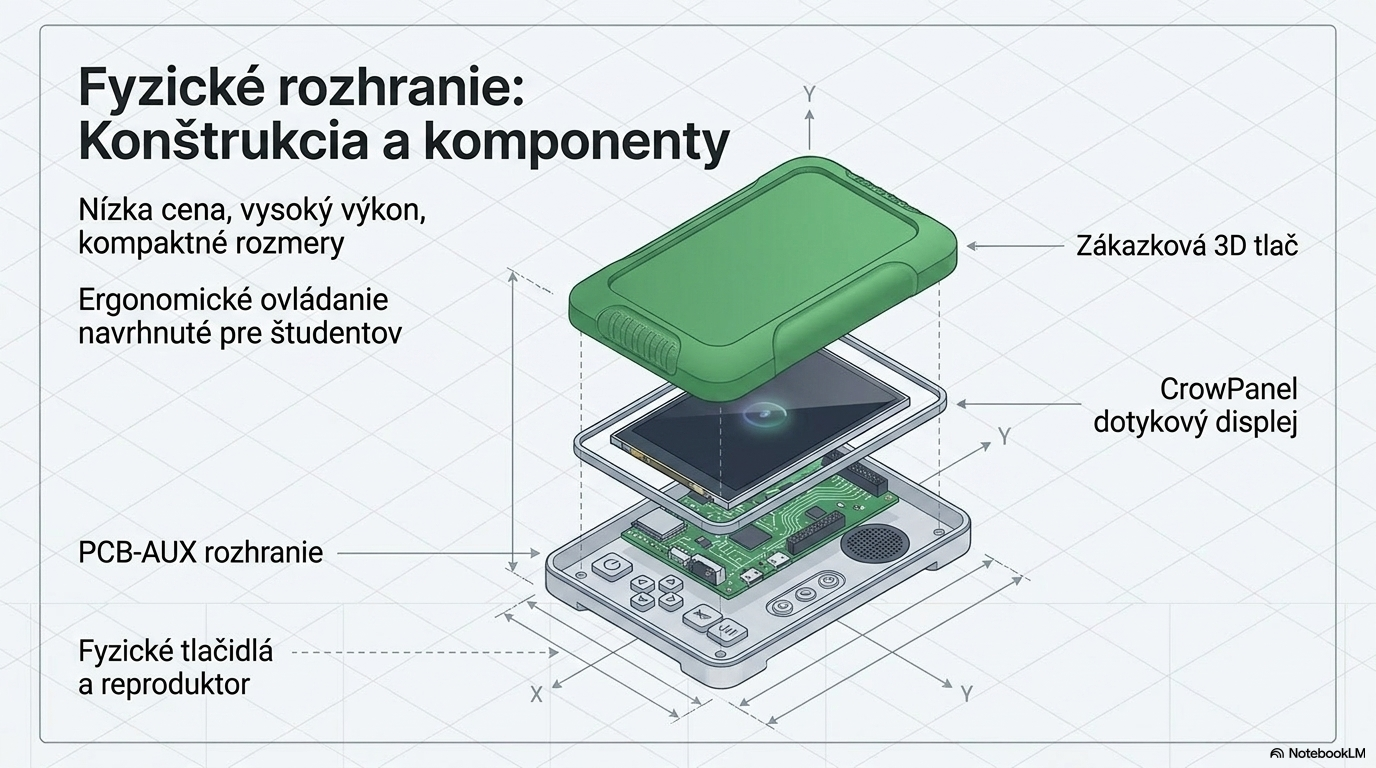 Fyzické rozhranie:
Konštrukcia a komponenty
Nízka cena, vysoký výkon,
kompaktné rozmery
Ergonomické ovládanie
navrhnuté pre študentov
Y
Zákazková 3D tlač
CrowPanel
dotykový displej
Y
PCB-AUX rozhranie
Fyzické tlačidlá
a reproduktor
X
Y
NotebookLM